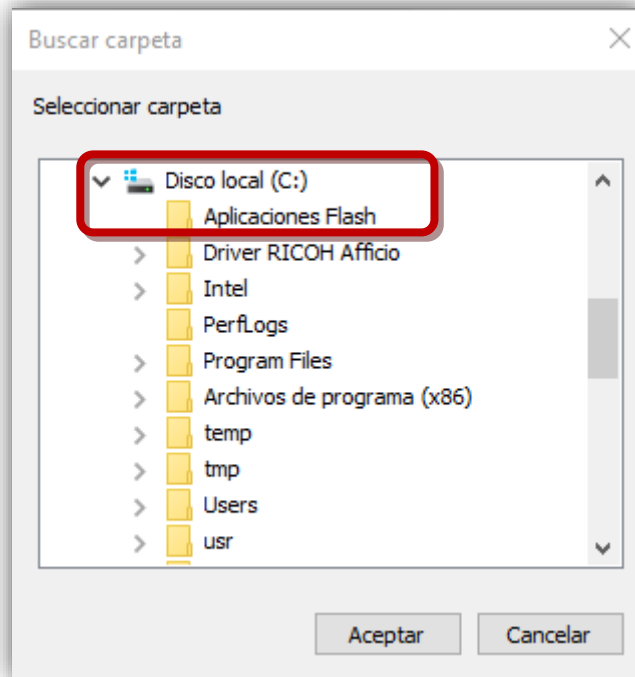 Buscar carpeta
Seleccionar carpeta
Disco local (C:)
Aplicaciones Flash
Driver RICOH Afficio
Intel
PerfLogs
Program Files
Archivos de programa (x86)
temp
tmp
Users
usr
Aceptar Cancelar